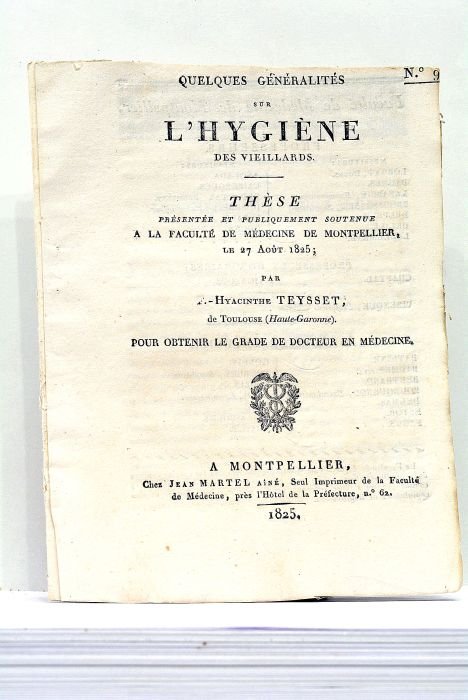 N.° 9
QUELQUES GÉNÉRALITÉS
SUR
L'HYGIÈNE
DES VIEILLARDS.
THÈSE
PRÉSENTÉE ET PUBLIQUEMENT SOUTENUE
A LA FACULTÉ DE MÉDECINE DE MONTPELLIER,
LE 27 AOÛT 1825;
PAR
-HYACINTHE TEYSSET,
de TOULOUSE (Haute-Garonne).
POUR OBTENIR LE GRADE DE DOCTEUR EN MÉDECINE.
A MONTPELLIER,
Chez JEAN MARTEL AÎNÉ, Seul Imprimeur de la Faculté
de Médecine, près l'Hôtel de la Préfecture, n.° 62.
1825.